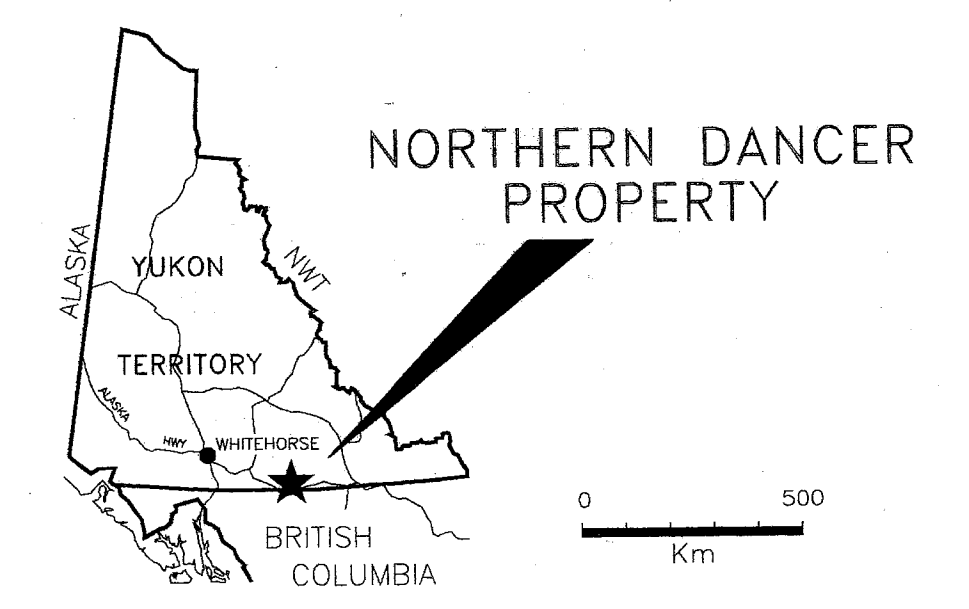 NORTHERN DANCER
PROPERTY
ALASKA
YUKON
NWT
TERRITORY
ALASKA
HWY
WHITEHORSE
BRITISH
COLUMBIA
0 500
Km